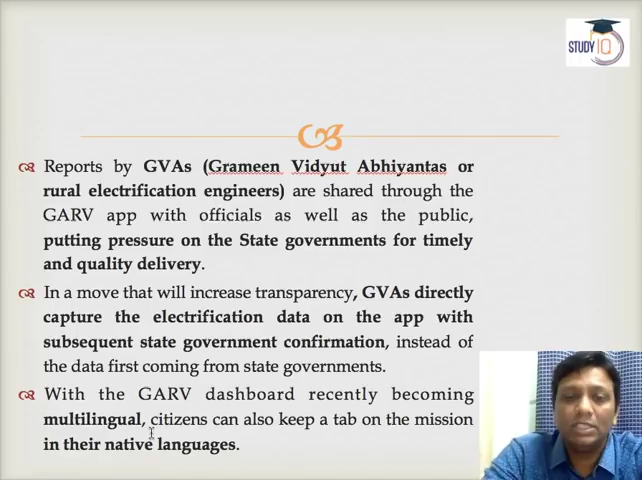 STUDY IQ
Reports by GVAs (Grameen Vidyut Abhiyantas or
rural electrification engineers) are shared through the
GARV app with officials as well as the public,
putting pressure on the State governments for timely
and quality delivery.
In a move that will increase transparency, GVAs directly
capture the electrification data on the app with
subsequent state government confirmation, instead of
the data first coming from state governments.
With the GARV dashboard recently becoming
multilingual, citizens can also keep a tab on the mission
in their native languages.